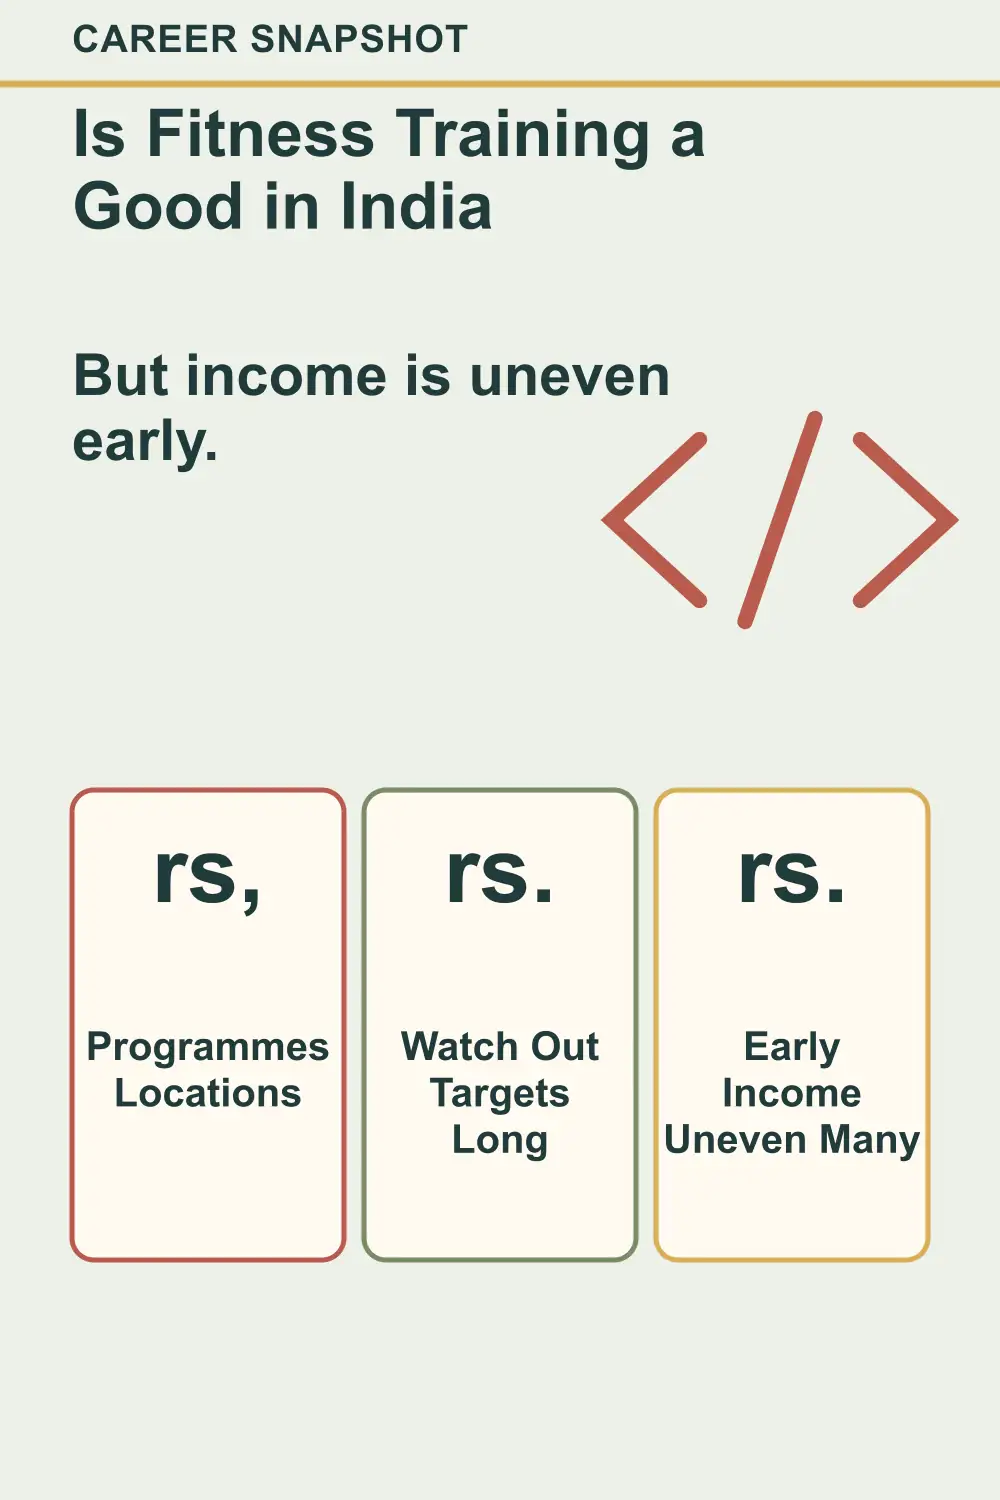 CAREER SNAPSHOT
Is Fitness Training a
Good in India
But income is uneven
early.
rs,
Programmes
Locations
rs.
Watch Out
Targets
Long
rs.
Early
Income
Uneven Many